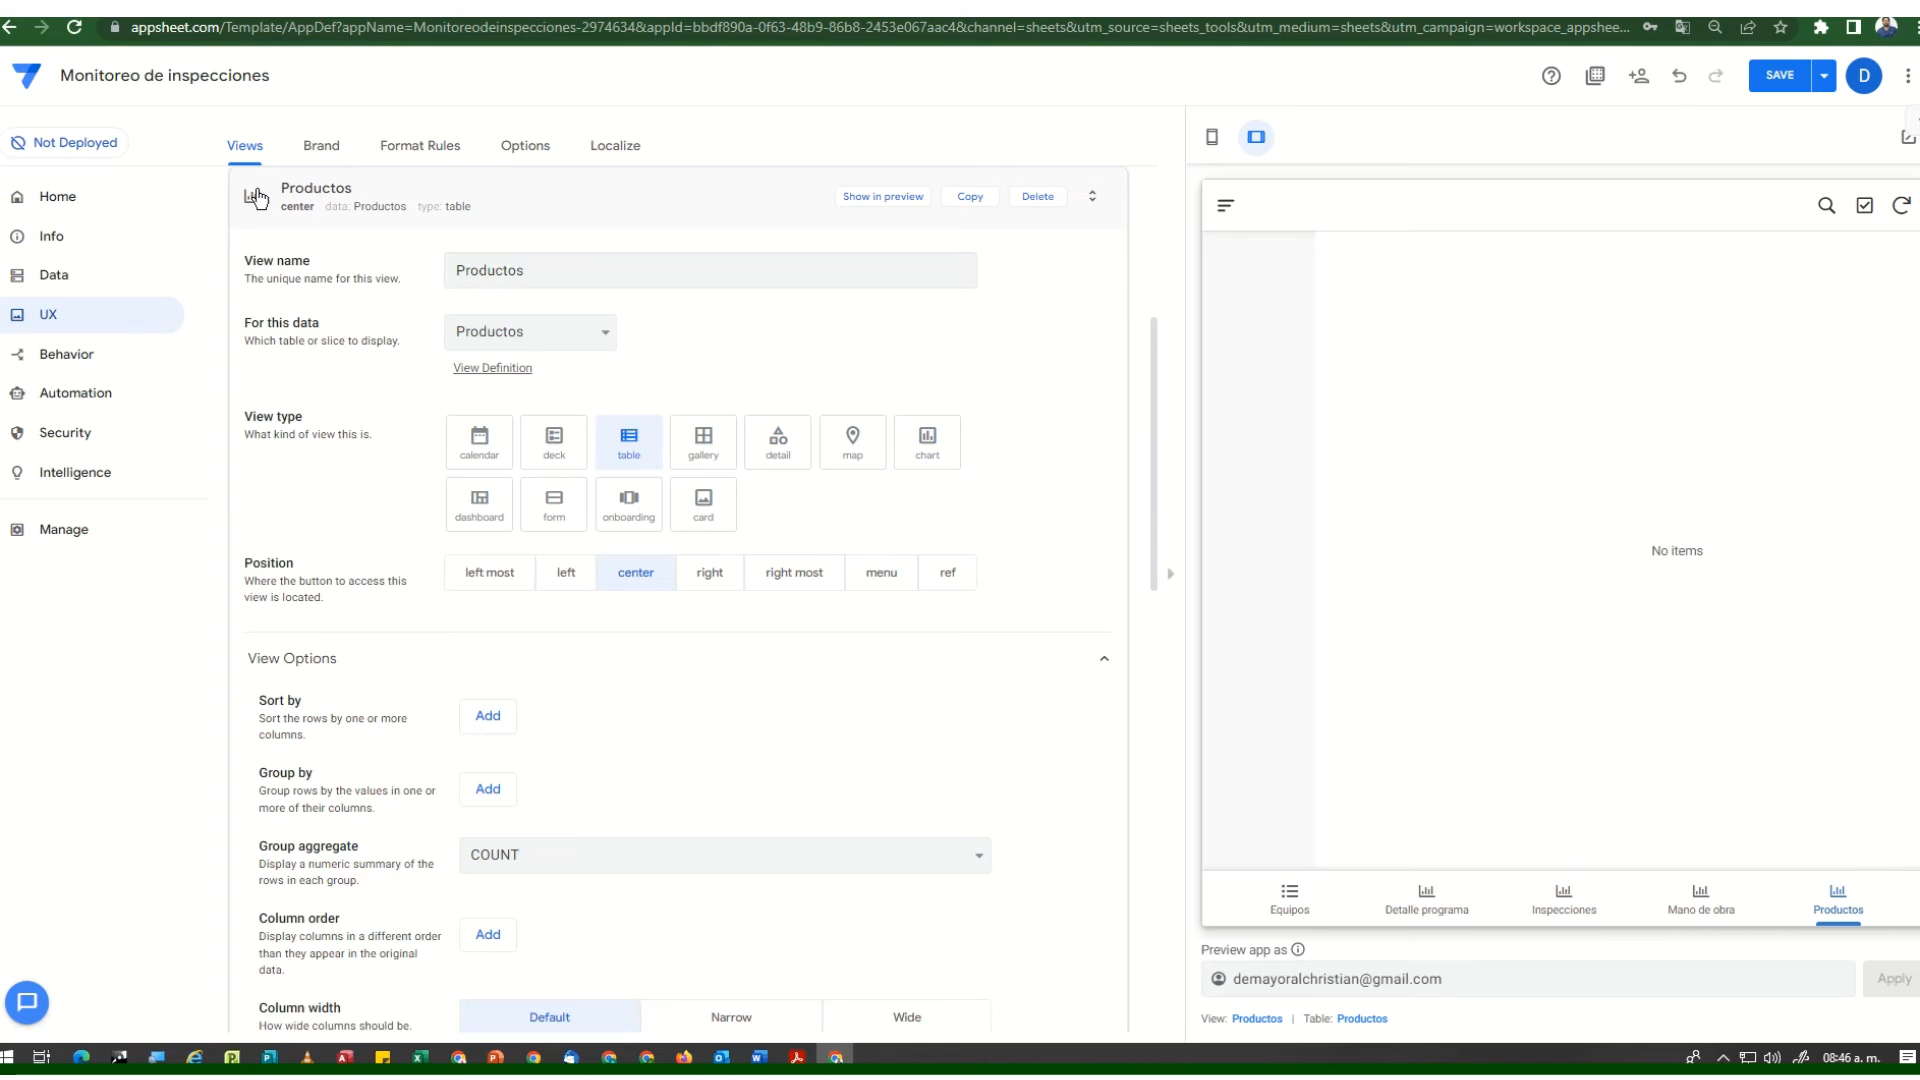 appsheet.com/Template/AppDef?appName=Monitoreodeinspecciones-2974634&appId=bbdf890a-0f63-48b9-86b8-2453e067aac4&channel=sheets&utm_source=sheets_tools&utm_medium=sheets&utm_campaign=workspace_appshee...
Monitoreo de inspecciones
SAVE
D
Not Deployed
Views
Brand
Format Rules
Options
Localize
Home
Info
Data
UX
Behavior
Automation
Security
Intelligence
Manage
Productos
center data: Productos type: table
Show in preview
Copy
Delete
View name
The unique name for this view.
Productos
For this data
Which table or slice to display.
Productos
View Definition
View type
What kind of view this is.
calendar
deck
table
gallery
detail
map
chart
dashboard
form
onboarding
card
Position
Where the button to access this
view is located.
left most
left
center
right
right most
menu
ref
View Options
Sort by
Sort the rows by one or more
columns.
Add
Group by
Group rows by the values in one or
more of their columns.
Add
Group aggregate
Display a numeric summary of the
rows in each group.
COUNT
Column order
Display columns in a different order
than they appear in the original
data.
Add
Column width
How wide columns should be.
Default
Narrow
Wide
No items
Equipos
Detalle programa
Inspecciones
Mano de obra
Productos
Preview app as
demayoralchristian@gmail.com
Apply
View: Productos | Table: Productos
08:46 a. m.